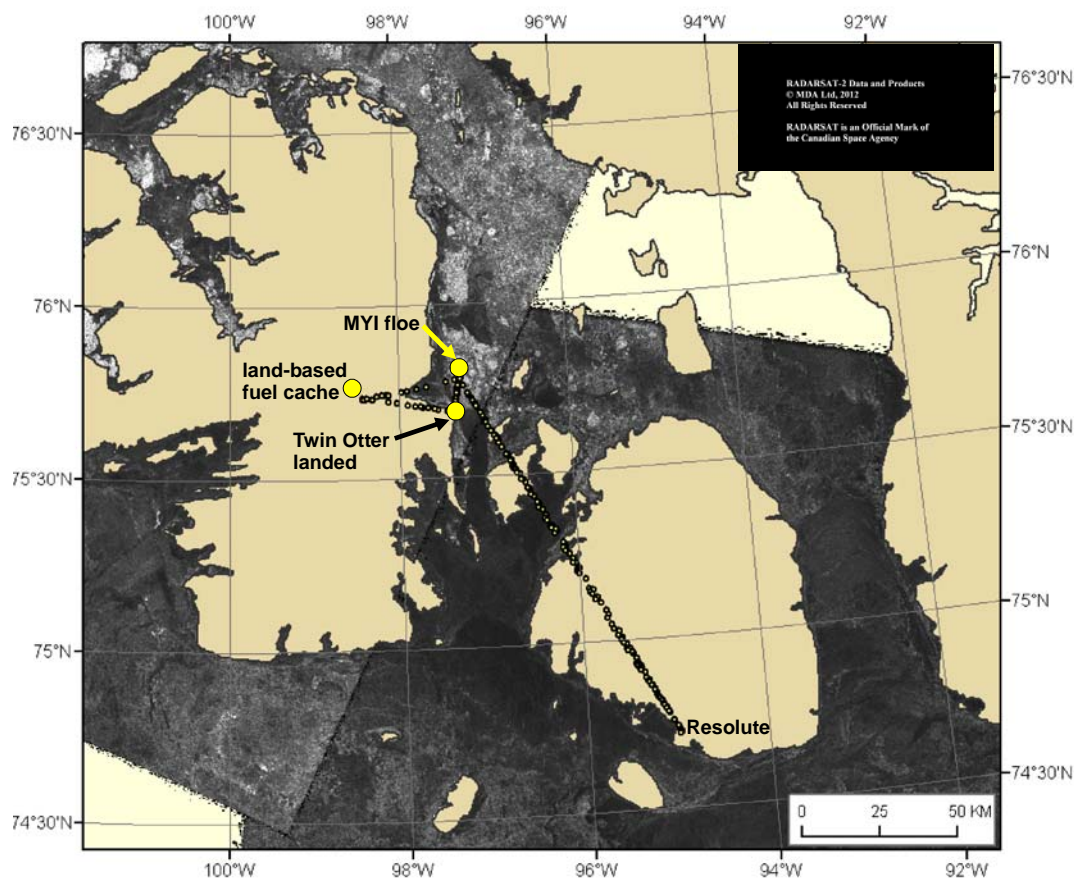 100°W 98°W 96°W 94°W 92°W
76°30'N
76°30'N
RADARSAT-2 Data and Products
© MDA Ltd, 2012
All Rights Reserved
RADARSAT is an Official Mark of
the Canadian Space Agency
76°N
76°N
MYI floe
land-based
fuel cache
Twin Otter
landed
75°30'N
75°30'N
75°N
75°N
Resolute
74°30'N
74°30'N
0 25 50 KM
100°W 98°W 96°W 94°W 92°W